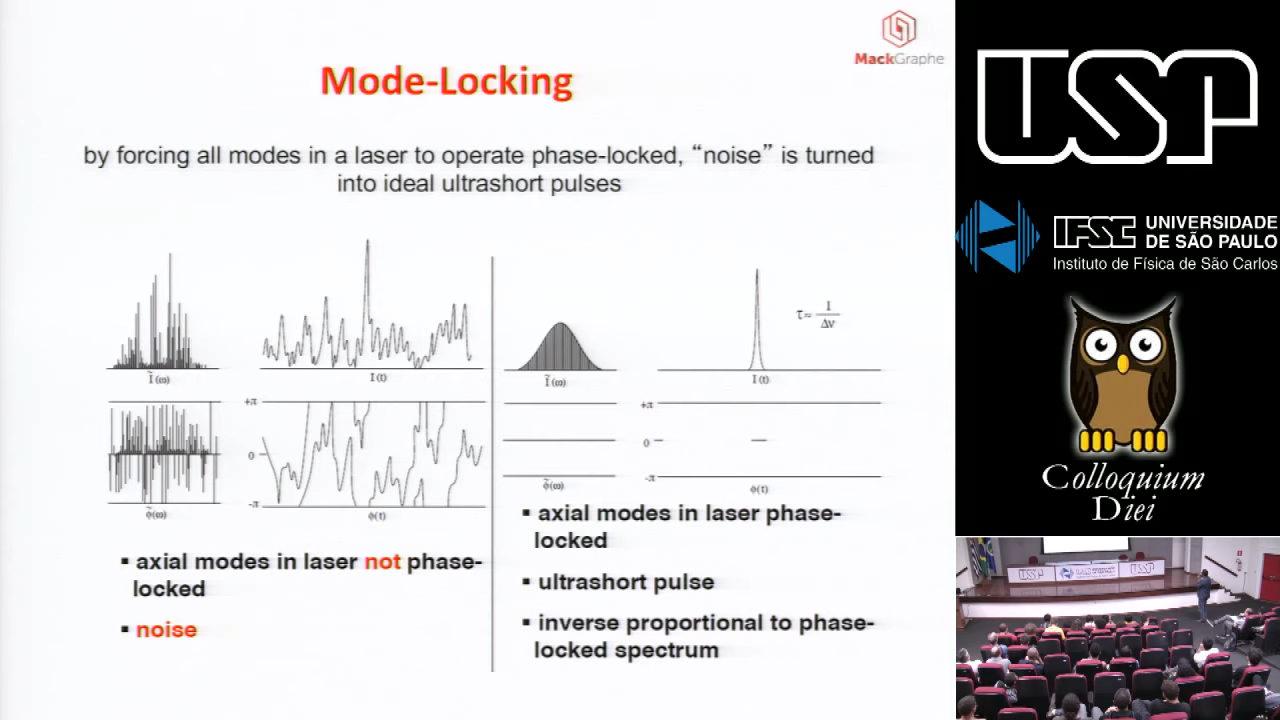 MackGraphe
Mode-Locking
by forcing all modes in a laser to operate phase-locked, “noise” is turned
into ideal ultrashort pulses
Ĩ(ω)
I(t)
+π
0
-π
φ̃(ω)
φ(t)
▪ axial modes in laser not phase-
locked
▪ noise
Ĩ(ω)
I(t)
τ≈ 1
Δν
+π
0
-π
φ̃(ω)
φ(t)
▪ axial modes in laser phase-
locked
▪ ultrashort pulse
▪ inverse proportional to phase-
locked spectrum
USP
IFSC UNIVERSIDADE
DE SÃO PAULO
Instituto de Física de São Carlos
Colloquium
Diei
USP
USP